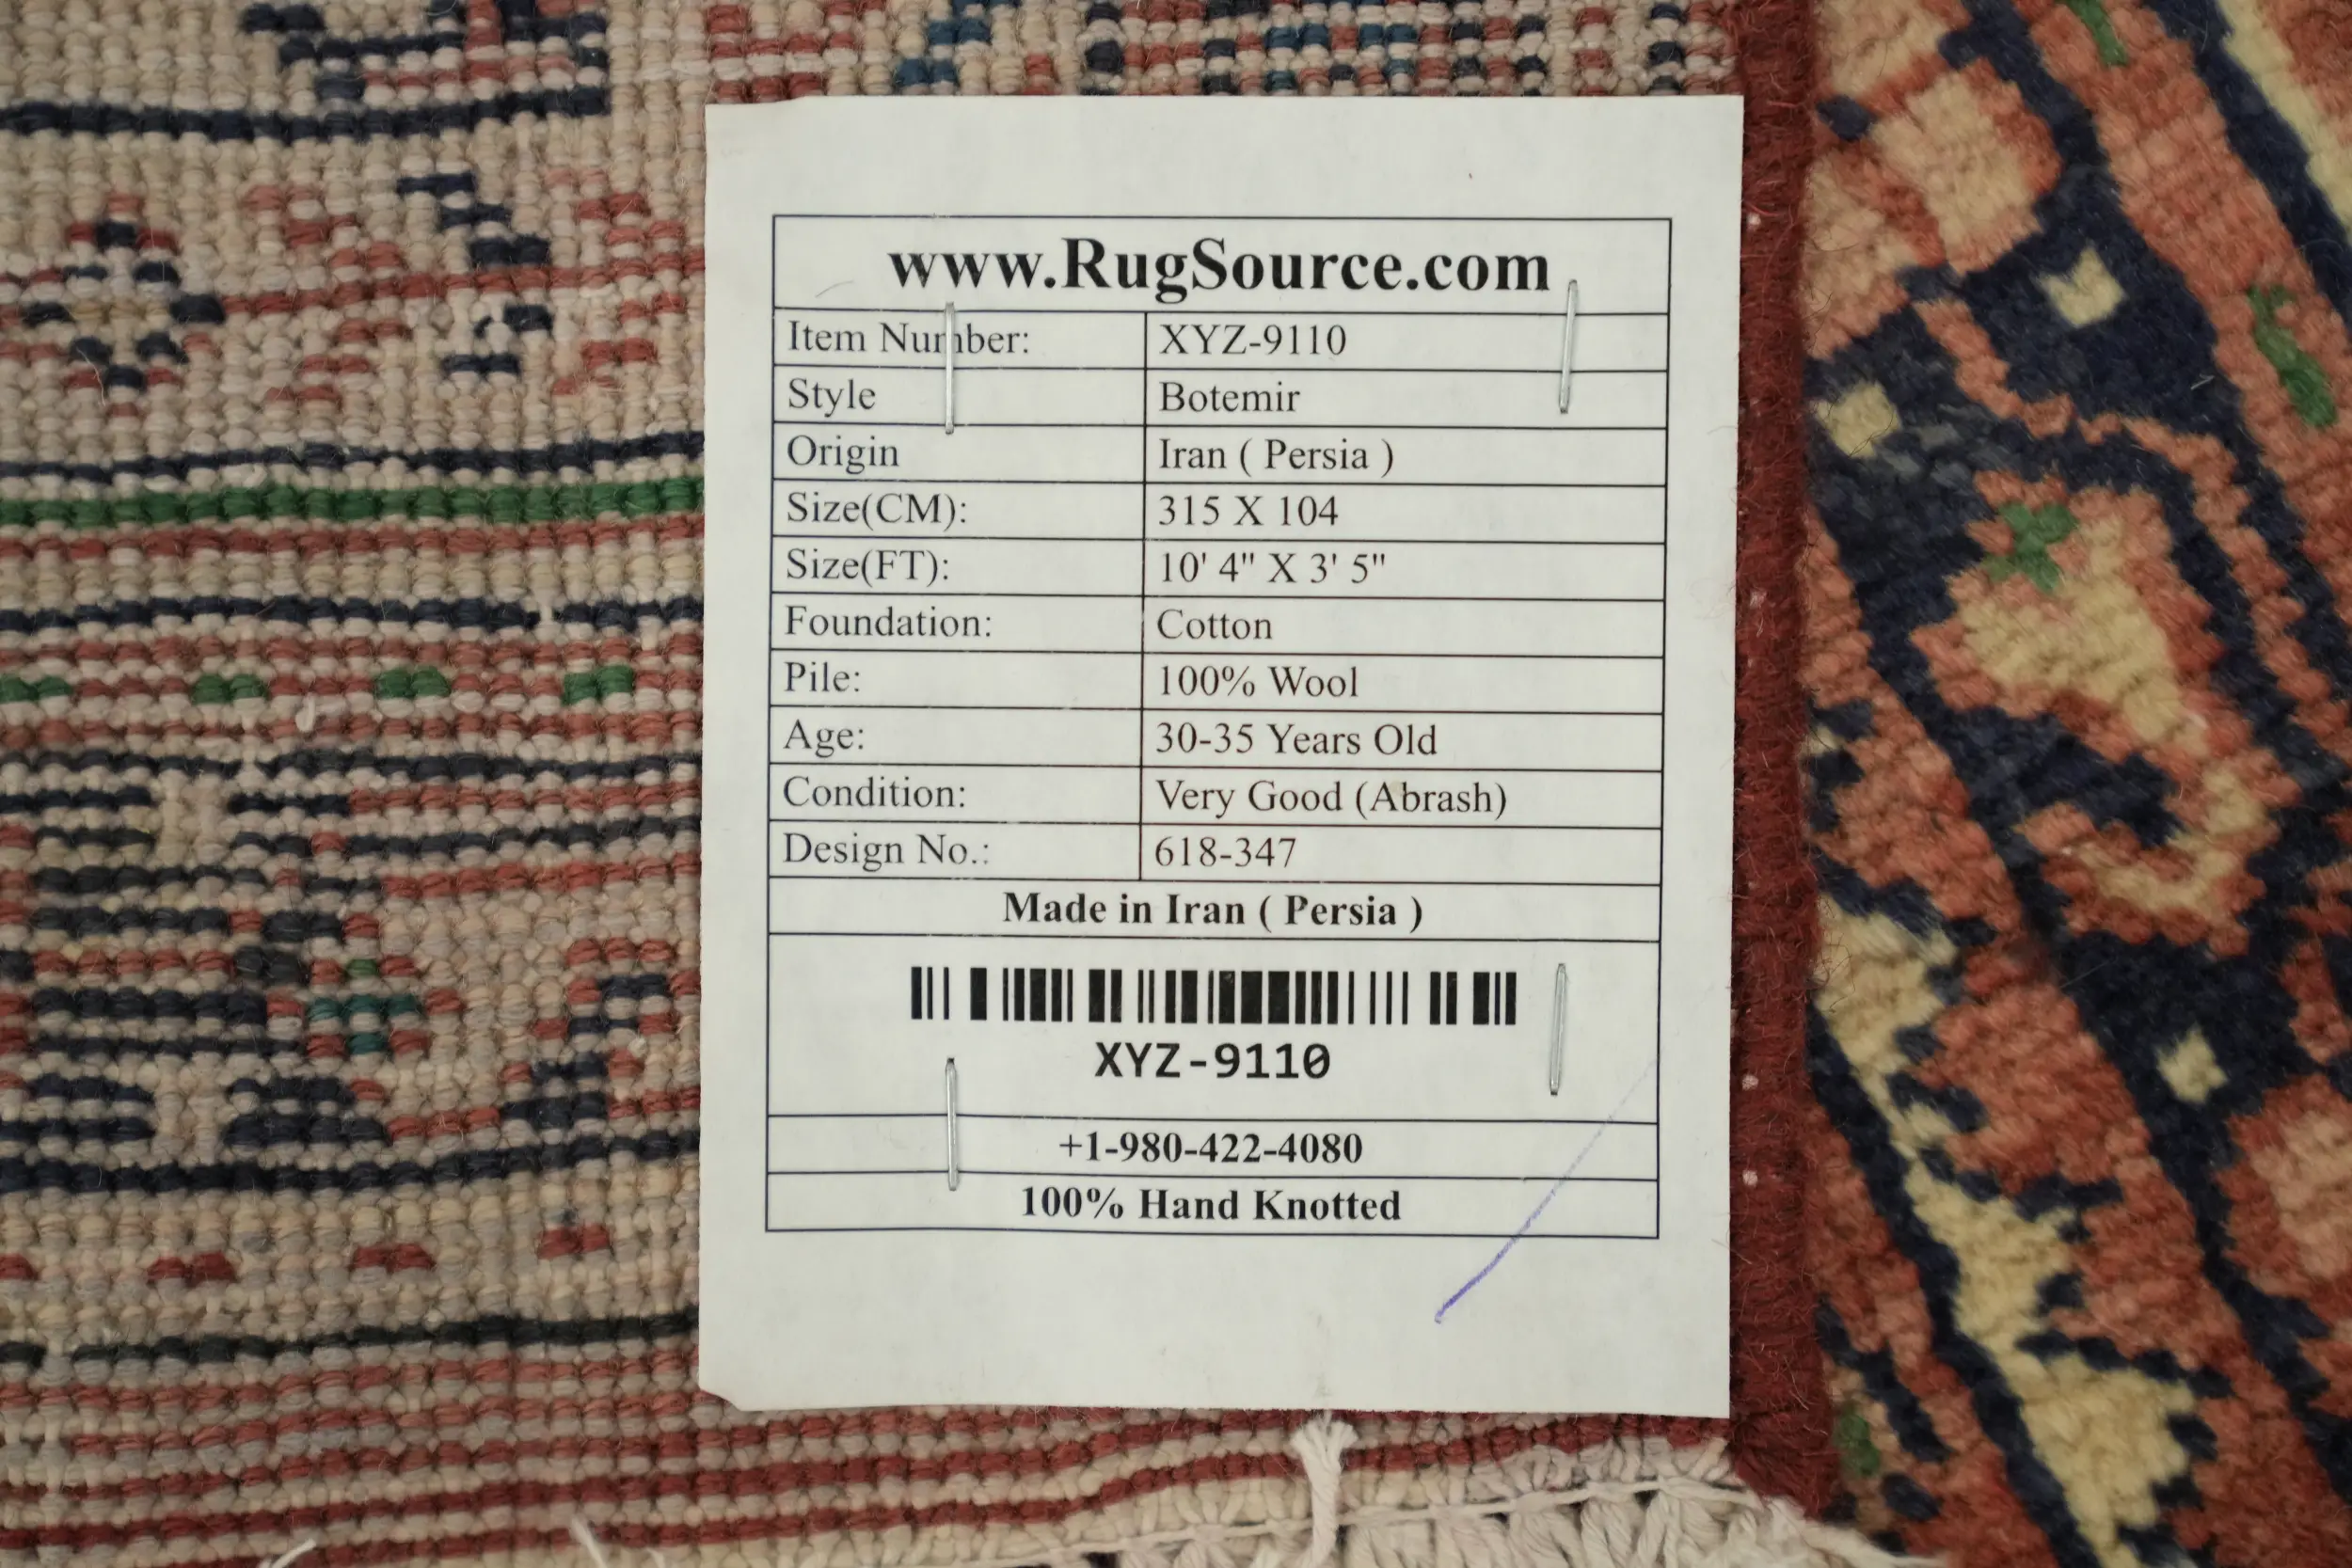 www.RugSource.com
Item Number: XYZ-9110
Style Botemir
Origin Iran ( Persia )
Size(CM): 315 X 104
Size(FT): 10' 4" X 3' 5"
Foundation: Cotton
Pile: 100% Wool
Age: 30-35 Years Old
Condition: Very Good (Abrash)
Design No.: 618-347
Made in Iran ( Persia )
XYZ-9110
+1-980-422-4080
100% Hand Knotted